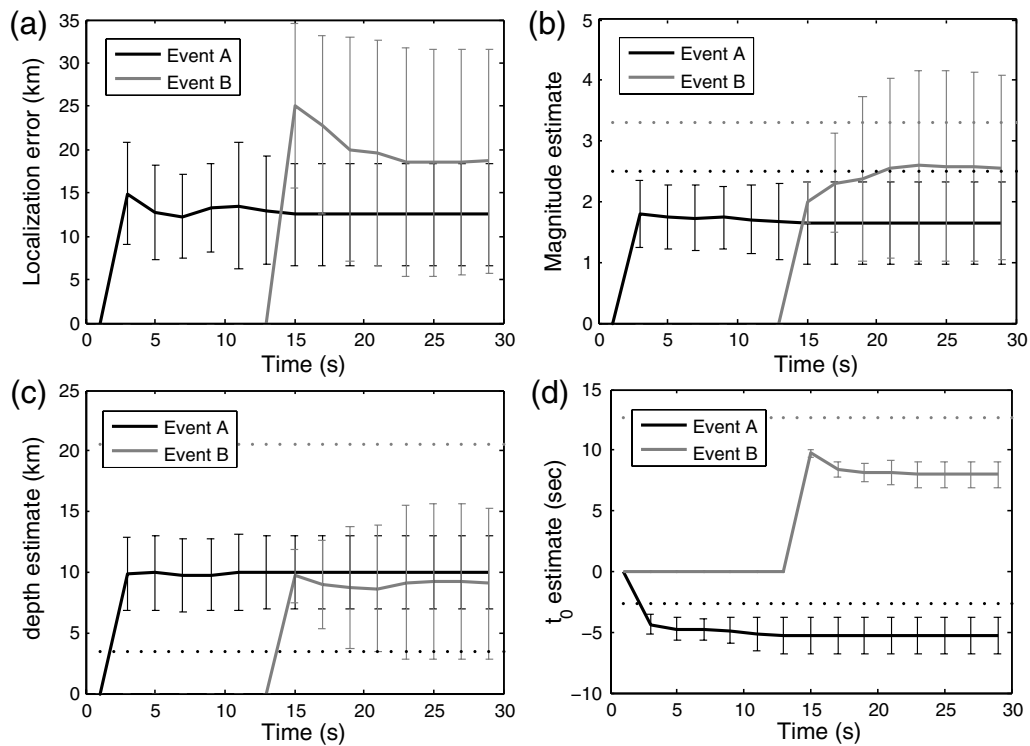 (a)
35
30
25
20
15
10
5
0
Localization error (km)
Event A
Event B
0 5 10 15 20 25 30
Time (s)
(b)
5
4
3
2
1
0
Magnitude estimate
Event A
Event B
0 5 10 15 20 25 30
Time (s)
(c)
25
20
15
10
5
0
depth estimate (km)
Event A
Event B
0 5 10 15 20 25 30
Time (s)
(d)
15
10
5
0
−5
−10
t_0 estimate (sec)
Event A
Event B
0 5 10 15 20 25 30
Time (s)